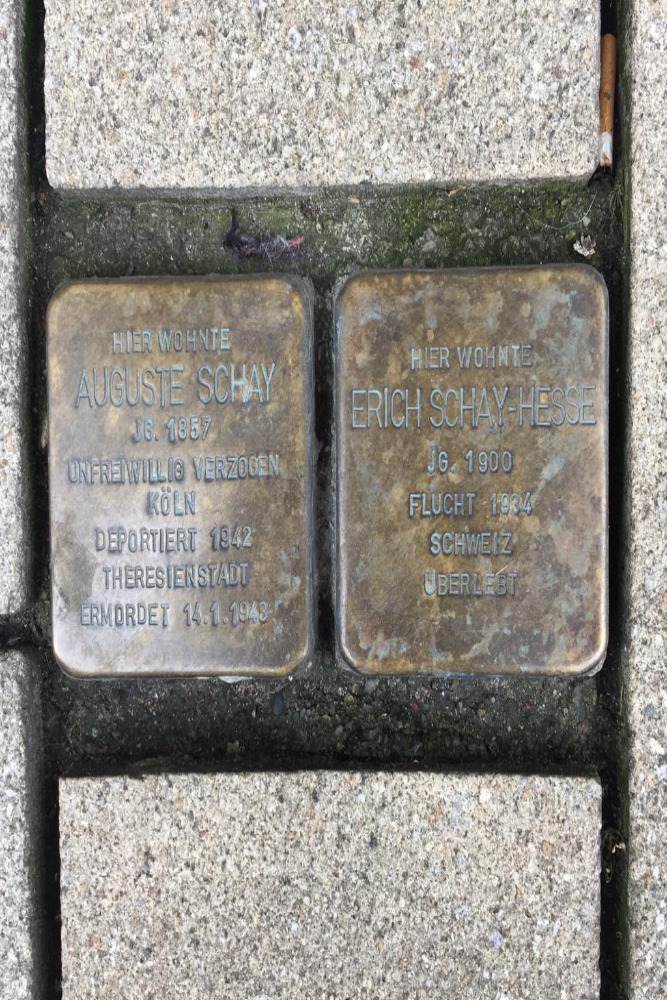 HIER WOHNTE
AUGUSTE SCHAY
JG. 1857
UNFREIWILLIG VERZOGEN
KÖLN
DEPORTIERT 1942
THERESIENSTADT
ERMORDET 14.1.1943
HIER WOHNTE
ERICH SCHAY-HESSE
JG. 1900
FLUCHT 1934
SCHWEIZ
ÜBERLEBT